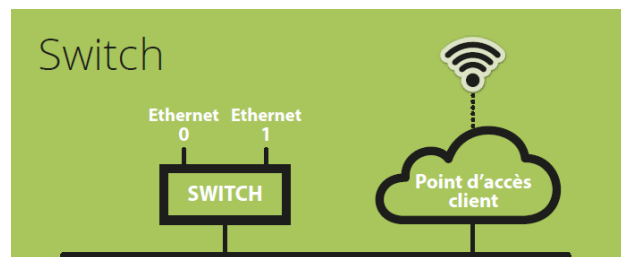 Switch
Ethernet Ethernet
0 1
SWITCH
Point d'accès
client